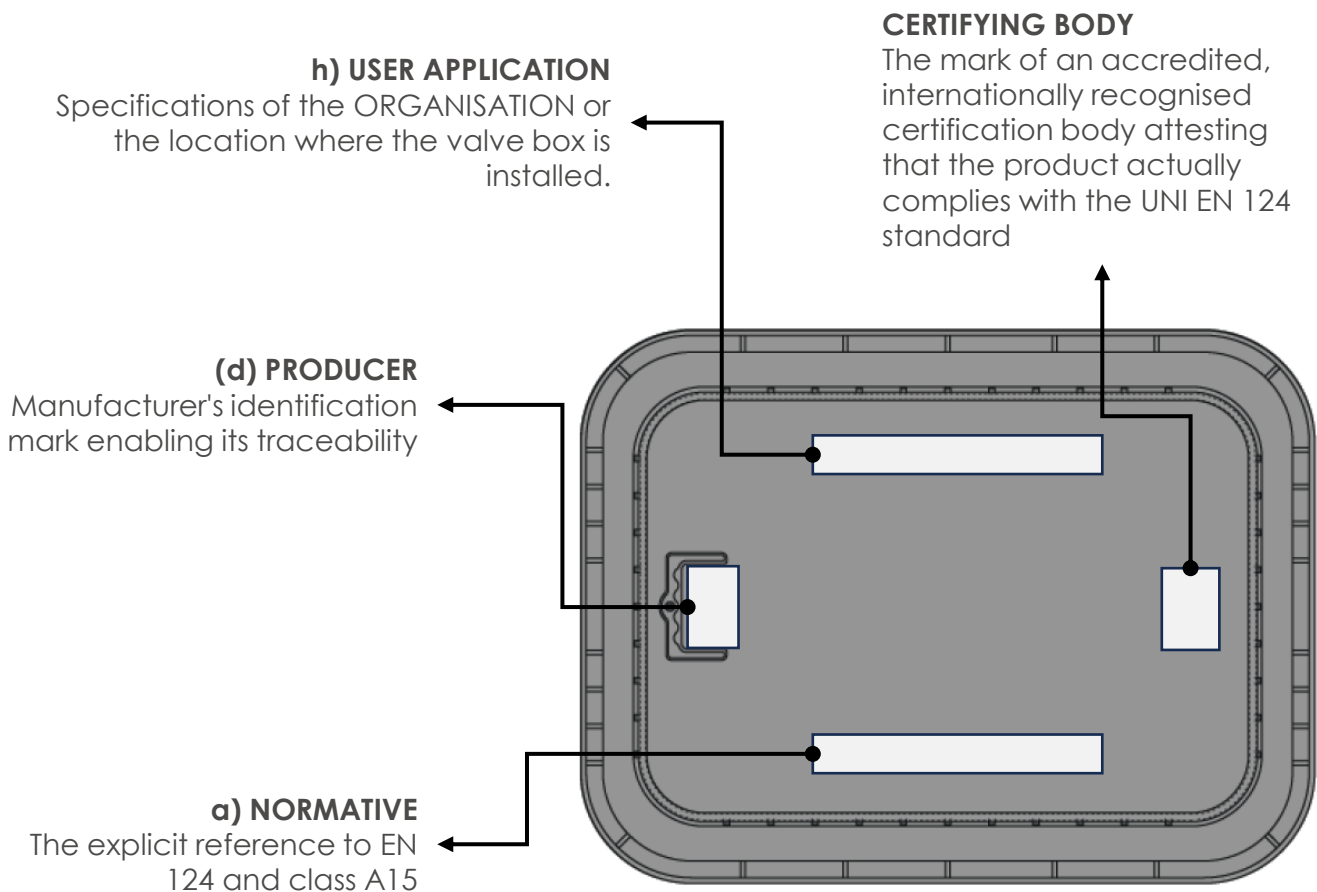 CERTIFYING BODY
The mark of an accredited,
internationally recognised
certification body attesting
that the product actually
complies with the UNI EN 124
standard
h) USER APPLICATION
Specifications of the ORGANISATION or
the location where the valve box is
installed.
(d) PRODUCER
Manufacturer's identification
mark enabling its traceability
a) NORMATIVE
The explicit reference to EN
124 and class A15